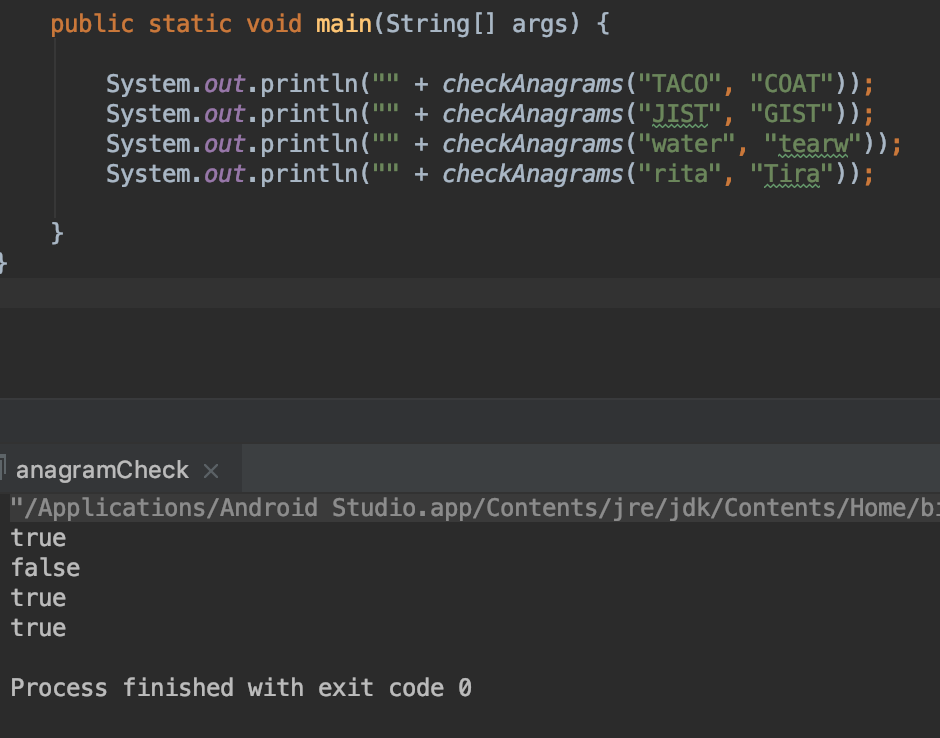 public static void main(String[] args) {
System.out.println("" + checkAnagrams("TACO", "COAT"));
System.out.println("" + checkAnagrams("JIST", "GIST"));
System.out.println("" + checkAnagrams("water", "tearw"));
System.out.println("" + checkAnagrams("rita", "Tira"));
}
}
anagramCheck ×
"/Applications/Android Studio.app/Contents/jre/jdk/Contents/Home/bi
true
false
true
true
Process finished with exit code 0